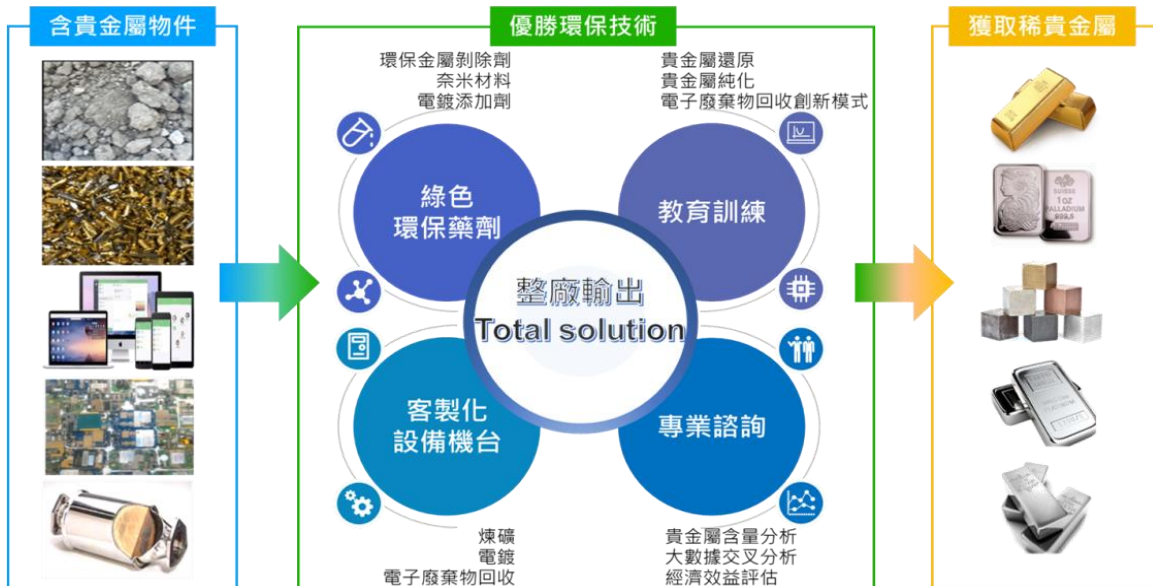 含貴金屬物件
優勝環保技術
獲取稀貴金屬
環保金屬剝除劑
奈米材料
電鍍添加劑
貴金屬還原
貴金屬純化
電子廢棄物回收創新模式
綠色
環保藥劑
教育訓練
整廠輸出
Total solution
客製化
設備機台
專業諮詢
煉礦
電鍍
電子廢棄物回收
貴金屬含量分析
大數據交叉分析
經濟效益評估
SUISSE
1oz
PALLADIUM
999,5